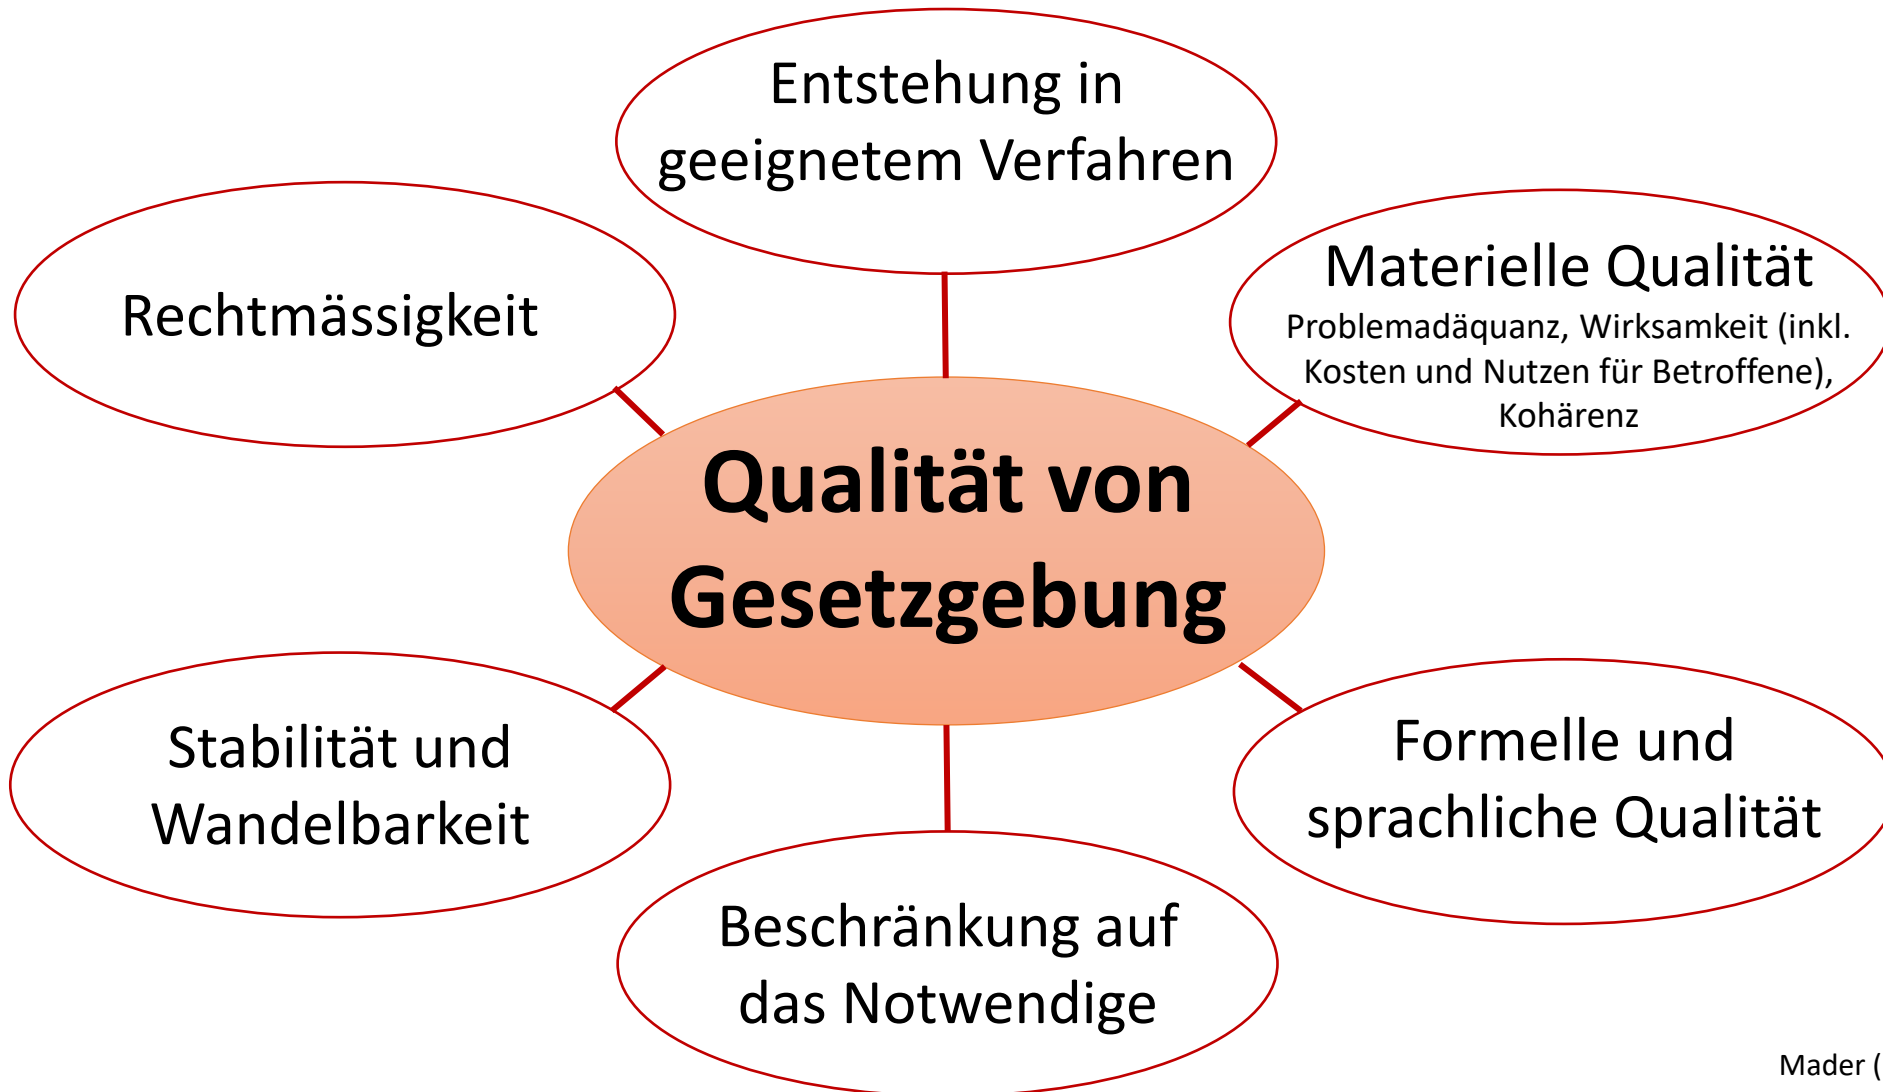 Entstehung in
geeignetem Verfahren
Rechtmässigkeit
Materielle Qualität
Problemadäquanz, Wirksamkeit (inkl.
Kosten und Nutzen für Betroffene),
Kohärenz
Qualität von
Gesetzgebung
Stabilität und
Wandelbarkeit
Formelle und
sprachliche Qualität
Beschränkung auf
das Notwendige
Mader (